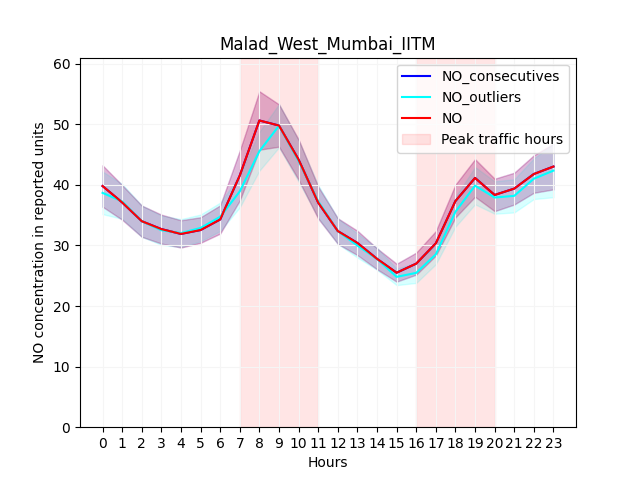 Malad_West_Mumbai_IITM
NO_consecutives
NO_outliers
NO
Peak traffic hours
NO concentration in reported units
60
50
40
30
20
10
0
0 1 2 3 4 5 6 7 8 9 10 11 12 13 14 15 16 17 18 19 20 21 22 23
Hours